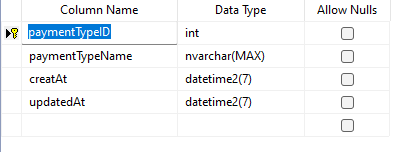 Column Name Data Type Allow Nulls
paymentTypeID int
paymentTypeName nvarchar(MAX)
creatAt datetime2(7)
updatedAt datetime2(7)